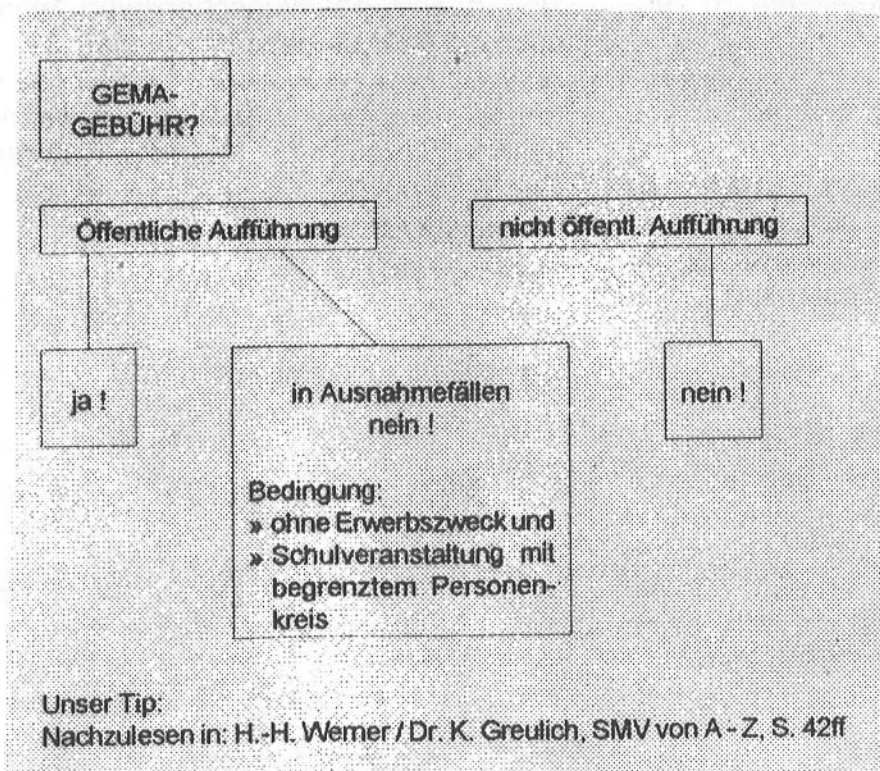 GEMA-
GEBÜHR?
Öffentliche Aufführung
nicht öffentl. Aufführung
ja !
in Ausnahmefällen
nein !
Bedingung:
» ohne Erwerbszweck und
» Schulveranstaltung mit
begrenztem Personen-
kreis
nein !
Unser Tip:
Nachzulesen in: H.-H. Werner / Dr. K. Greulich, SMV von A - Z, S. 42ff